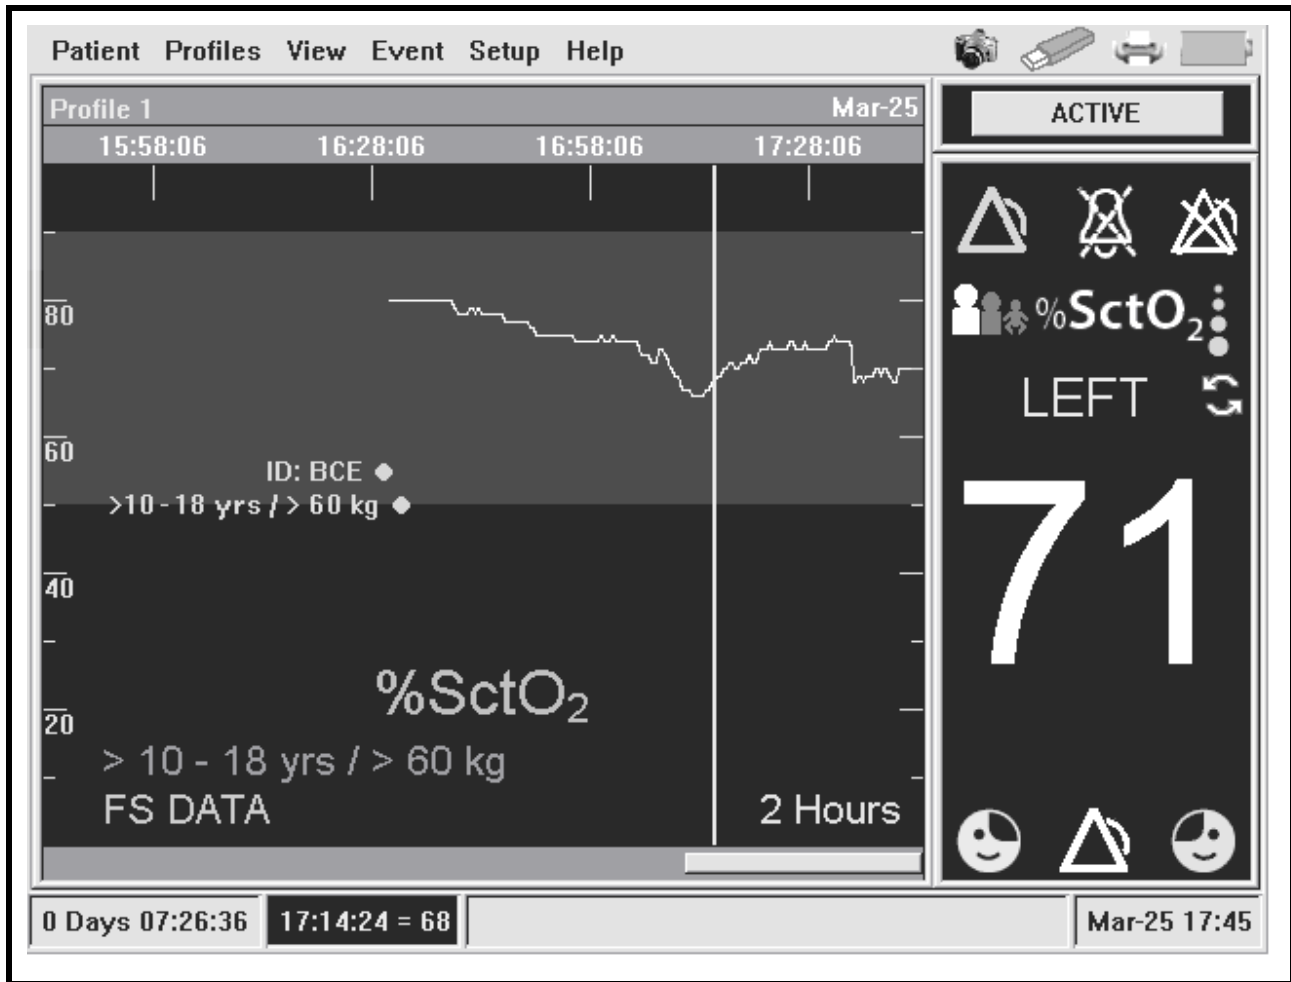 Patient Profiles View Event Setup Help
Profile 1 Mar-25
15:58:06 16:28:06 16:58:06 17:28:06
80
60
ID: BCE
>10-18 yrs / > 60 kg
40
%SctO₂
20
> 10 - 18 yrs / > 60 kg
FS DATA 2 Hours
ACTIVE
%SctO₂
LEFT
71
0 Days 07:26:36 17:14:24 = 68 Mar-25 17:45